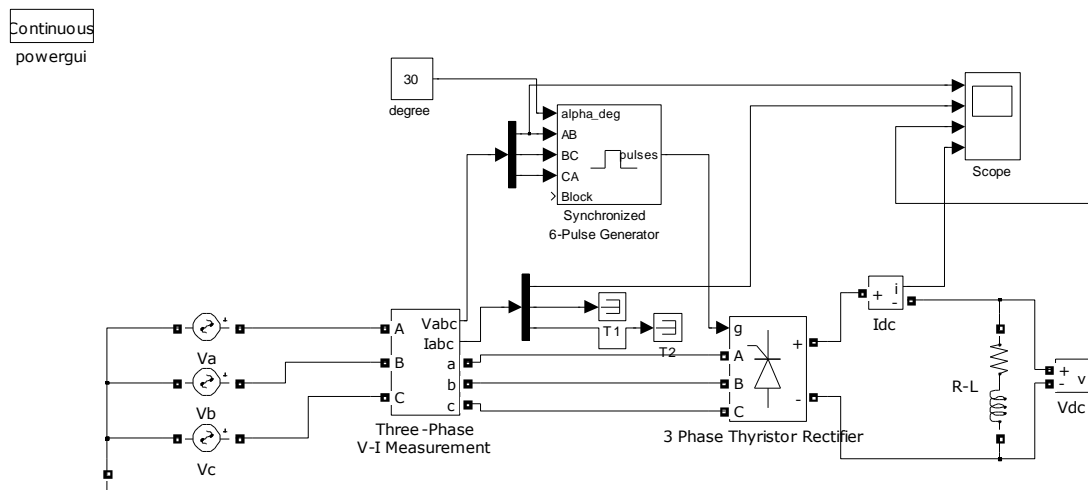 Continuous
powergui
30
degree
alpha_deg
AB
BC
CA
Block
pulses
Synchronized
6-Pulse Generator
Scope
Va
Vb
Vc
A
B
C
Vabc
Iabc
a
b
c
Three-Phase
V-I Measurement
T1
T2
g
A
B
C
+
-
3 Phase Thyristor Rectifier
+
-
i
Idc
R-L
+
-
v
Vdc